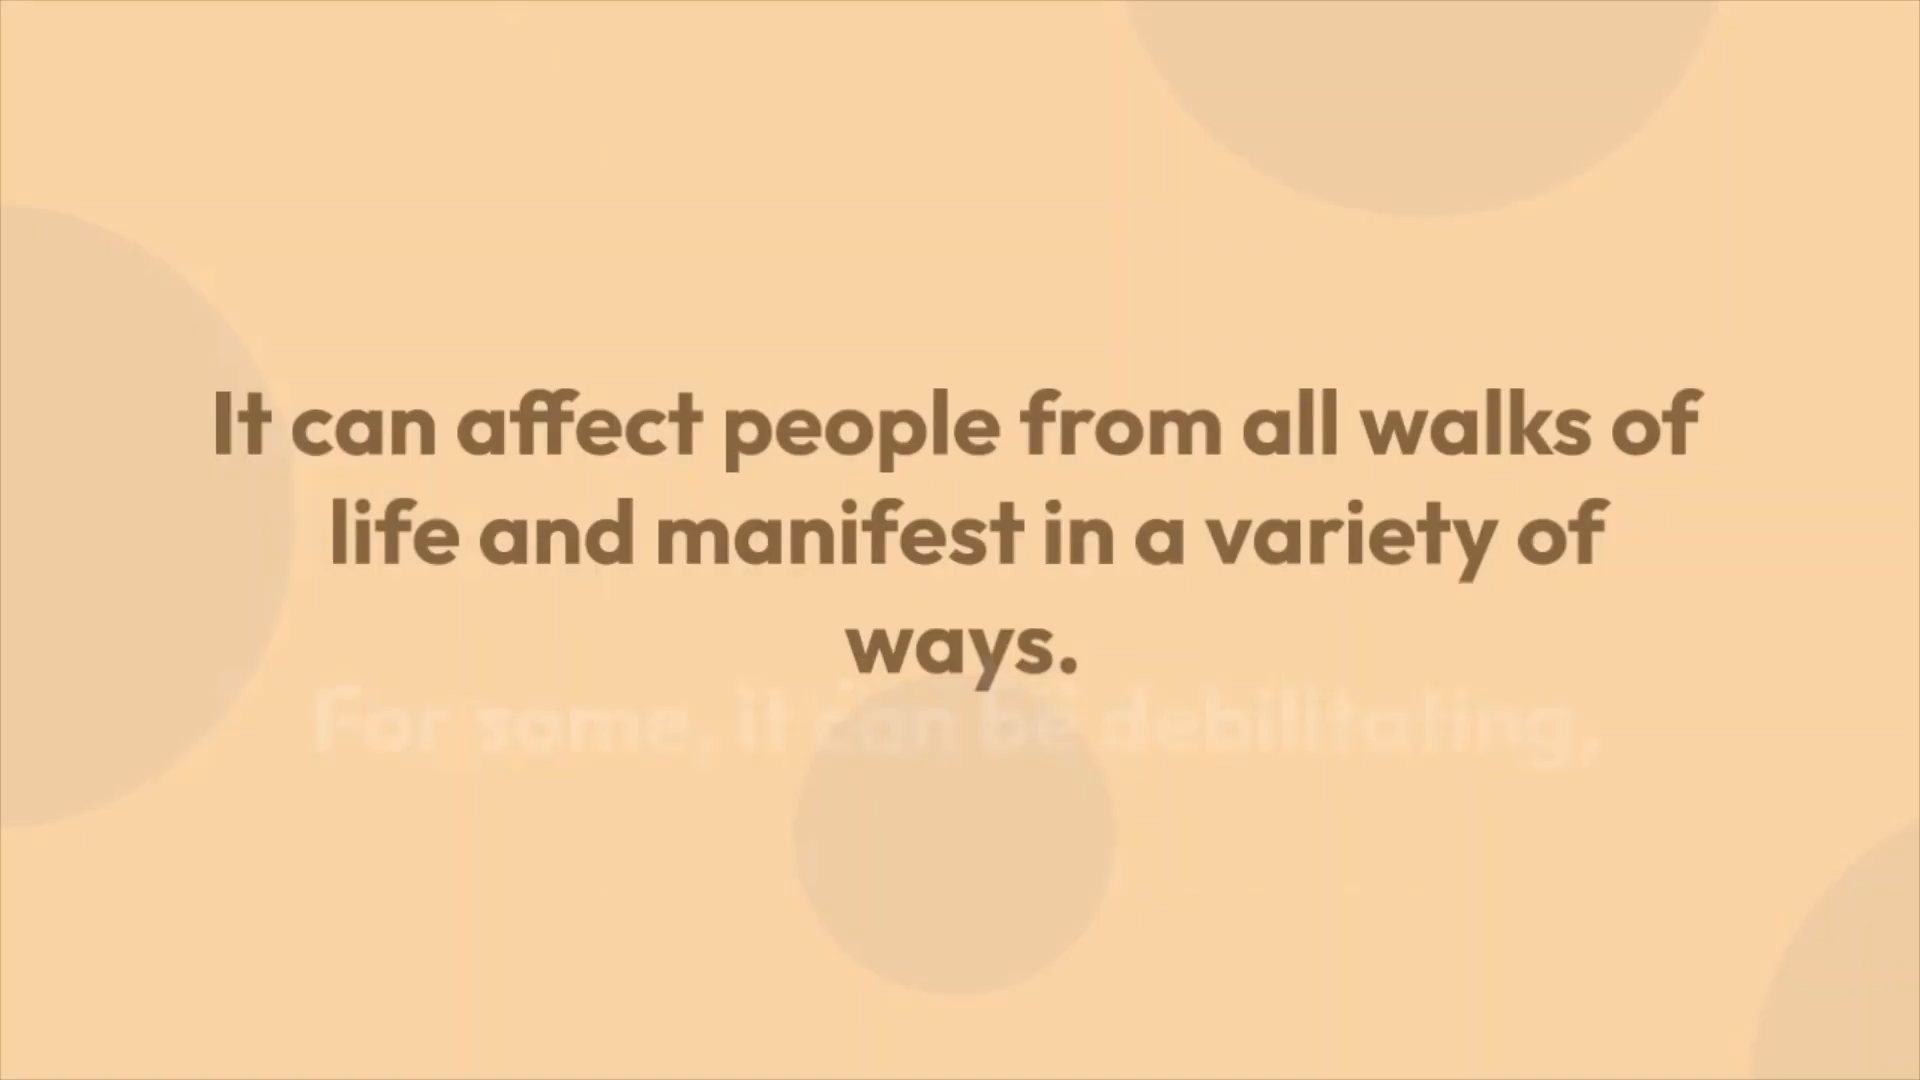 It can affect people from all walks of
life and manifest in a variety of
ways.
For some, it can be debilitating,